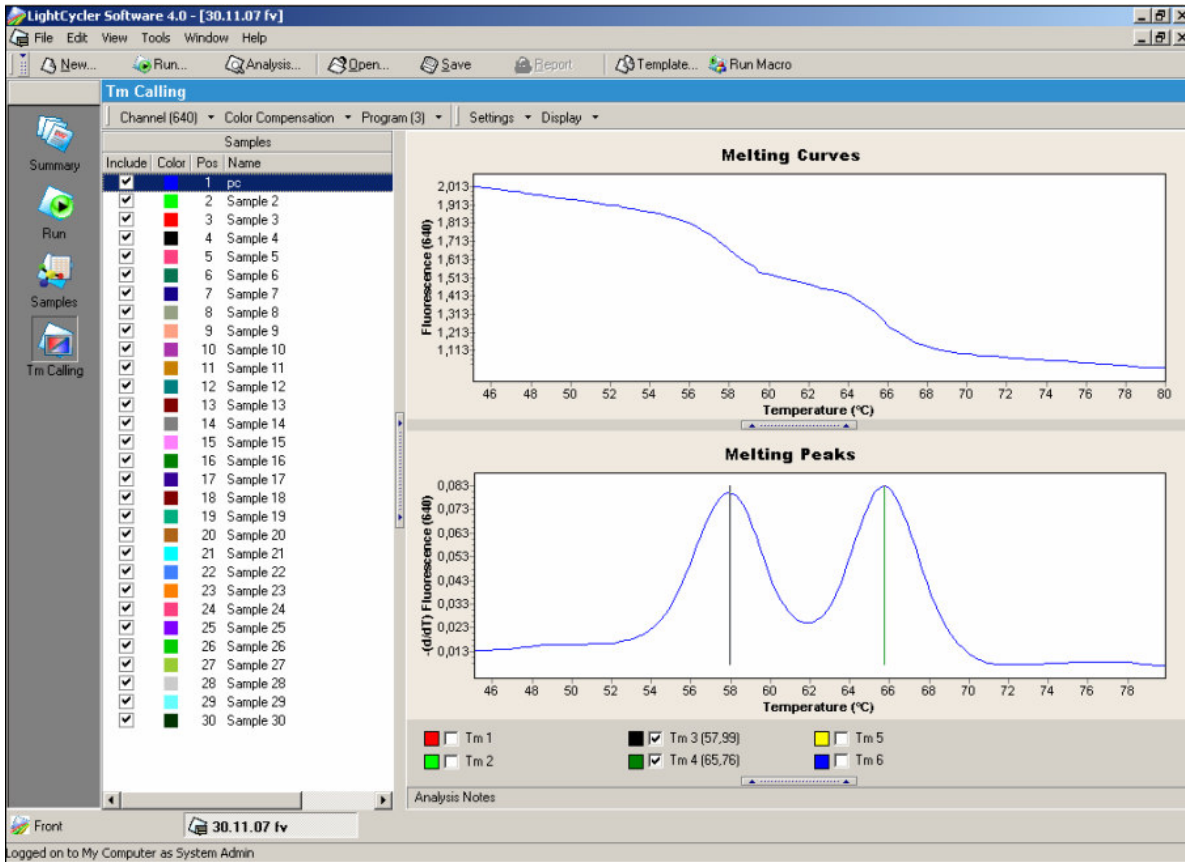 LightCycler Software 4.0 - [30.11.07 fv]
File Edit View Tools Window Help
New... Run... Analysis... Open... Save Report Template... Run Macro
Tm Calling
Channel (640) Color Compensation Program (3) Settings Display
Summary
Run
Samples
Tm Calling
Samples
Include Color Pos Name
1 pc
2 Sample 2
3 Sample 3
4 Sample 4
5 Sample 5
6 Sample 6
7 Sample 7
8 Sample 8
9 Sample 9
10 Sample 10
11 Sample 11
12 Sample 12
13 Sample 13
14 Sample 14
15 Sample 15
16 Sample 16
17 Sample 17
18 Sample 18
19 Sample 19
20 Sample 20
21 Sample 21
22 Sample 22
23 Sample 23
24 Sample 24
25 Sample 25
26 Sample 26
27 Sample 27
28 Sample 28
29 Sample 29
30 Sample 30
Melting Curves
Fluorescence (640)
2,013
1,913
1,813
1,713
1,613
1,513
1,413
1,313
1,213
1,113
46 48 50 52 54 56 58 60 62 64 66 68 70 72 74 76 78 80
Temperature (°C)
Melting Peaks
-(d/dT) Fluorescence (640)
0,083
0,073
0,063
0,053
0,043
0,033
0,023
0,013
46 48 50 52 54 56 58 60 62 64 66 68 70 72 74 76 78
Temperature (°C)
Tm 1 Tm 3 (57,99) Tm 5
Tm 2 Tm 4 (65,76) Tm 6
Analysis Notes
Front 30.11.07 fv
Logged on to My Computer as System Admin